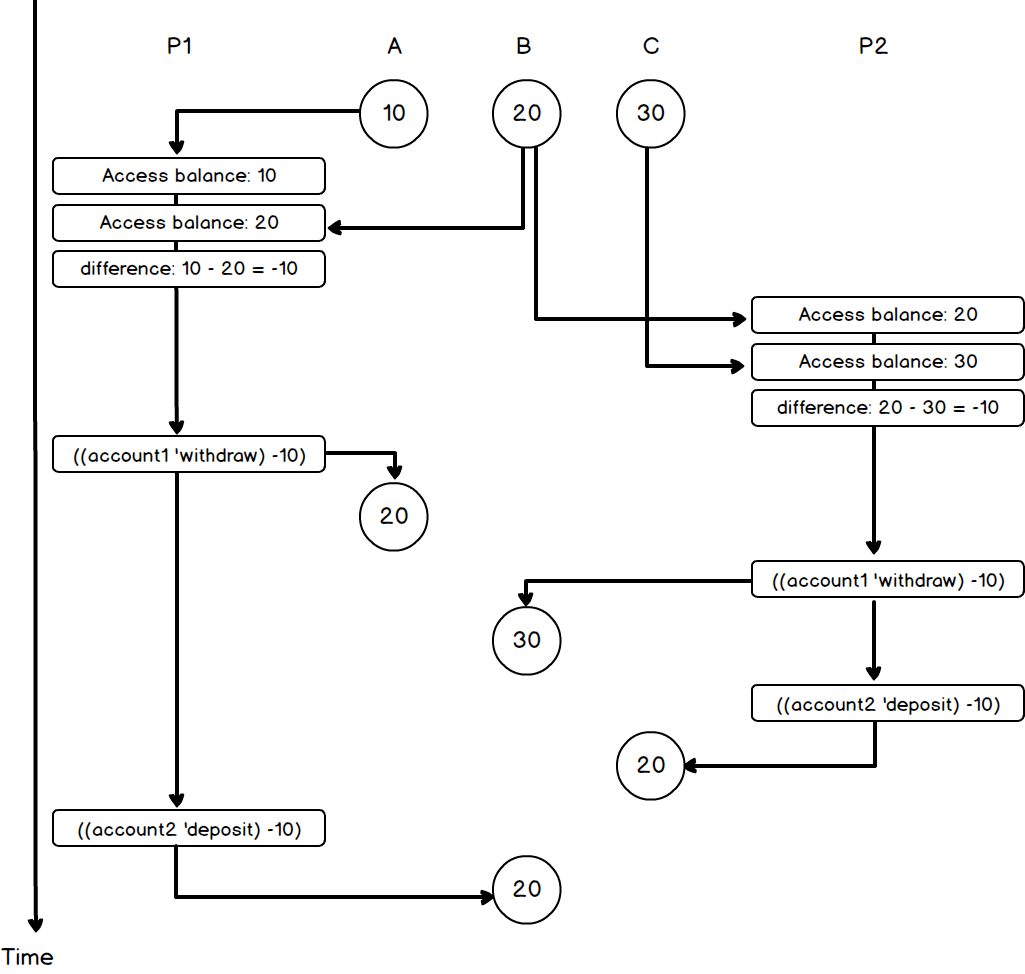 P1 A B C P2
10 20 30
Access balance: 10
Access balance: 20
difference: 10 - 20 = -10
Access balance: 20
Access balance: 30
difference: 20 - 30 = -10
((account1 'withdraw) -10)
20
((account1 'withdraw) -10)
30
((account2 'deposit) -10)
20
((account2 'deposit) -10)
20
Time